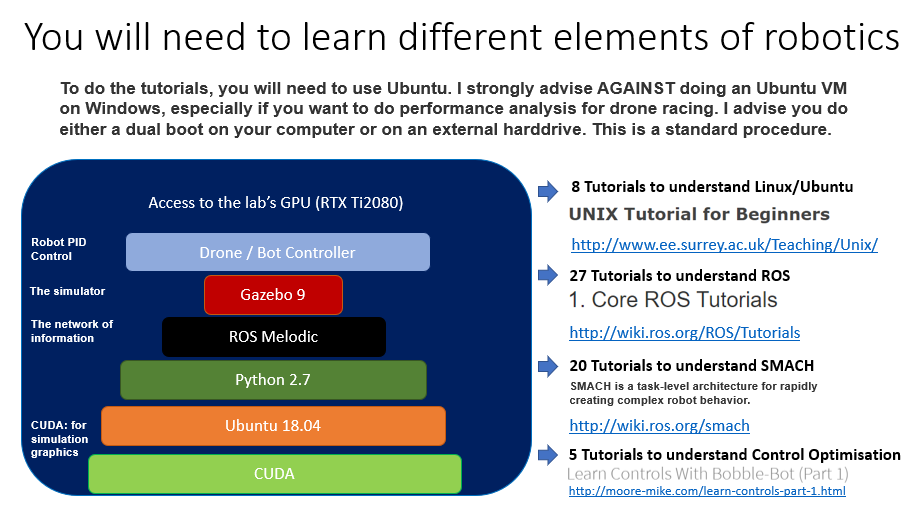 You will need to learn different elements of robotics
To do the tutorials, you will need to use Ubuntu. I strongly advise AGAINST doing an Ubuntu VM
on Windows, especially if you want to do performance analysis for drone racing. I advise you do
either a dual boot on your computer or on an external harddrive. This is a standard procedure.
Access to the lab's GPU (RTX Ti2080)
Robot PID
Control
Drone / Bot Controller
The simulator
Gazebo 9
The network of
information
ROS Melodic
Python 2.7
CUDA: for
simulation
graphics
Ubuntu 18.04
CUDA
8 Tutorials to understand Linux/Ubuntu
UNIX Tutorial for Beginners
http://www.ee.surrey.ac.uk/Teaching/Unix/
27 Tutorials to understand ROS
1. Core ROS Tutorials
http://wiki.ros.org/ROS/Tutorials
20 Tutorials to understand SMACH
SMACH is a task-level architecture for rapidly
creating complex robot behavior.
http://wiki.ros.org/smach
5 Tutorials to understand Control Optimisation
Learn Controls With Bobble-Bot (Part 1)
http://moore-mike.com/learn-controls-part-1.html